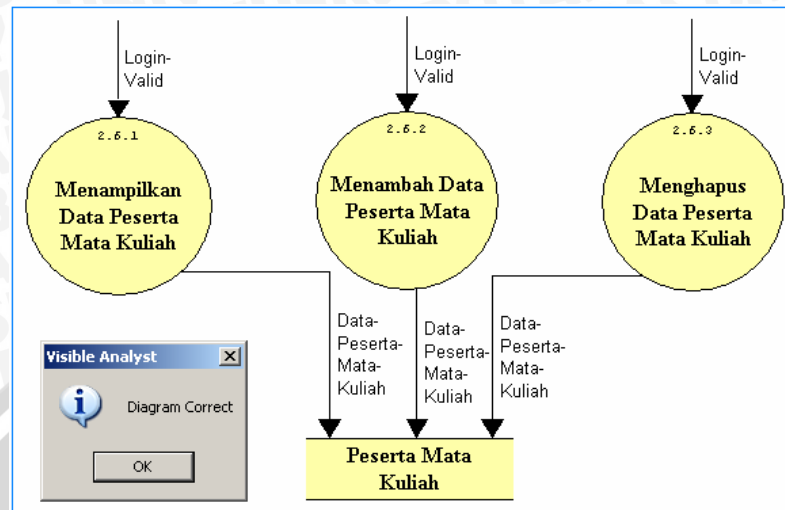 Login-
Valid
Login-
Valid
Login-
Valid
2.6.1
Menampilkan
Data Peserta
Mata Kuliah
2.6.2
Menambah Data
Peserta Mata
Kuliah
2.6.3
Menghapus
Data Peserta
Mata Kuliah
Data-
Peserta-
Mata-
Kuliah
Data-
Peserta-
Mata-
Kuliah
Data-
Peserta-
Mata-
Kuliah
Visible Analyst
Diagram Correct
OK
Peserta Mata
Kuliah